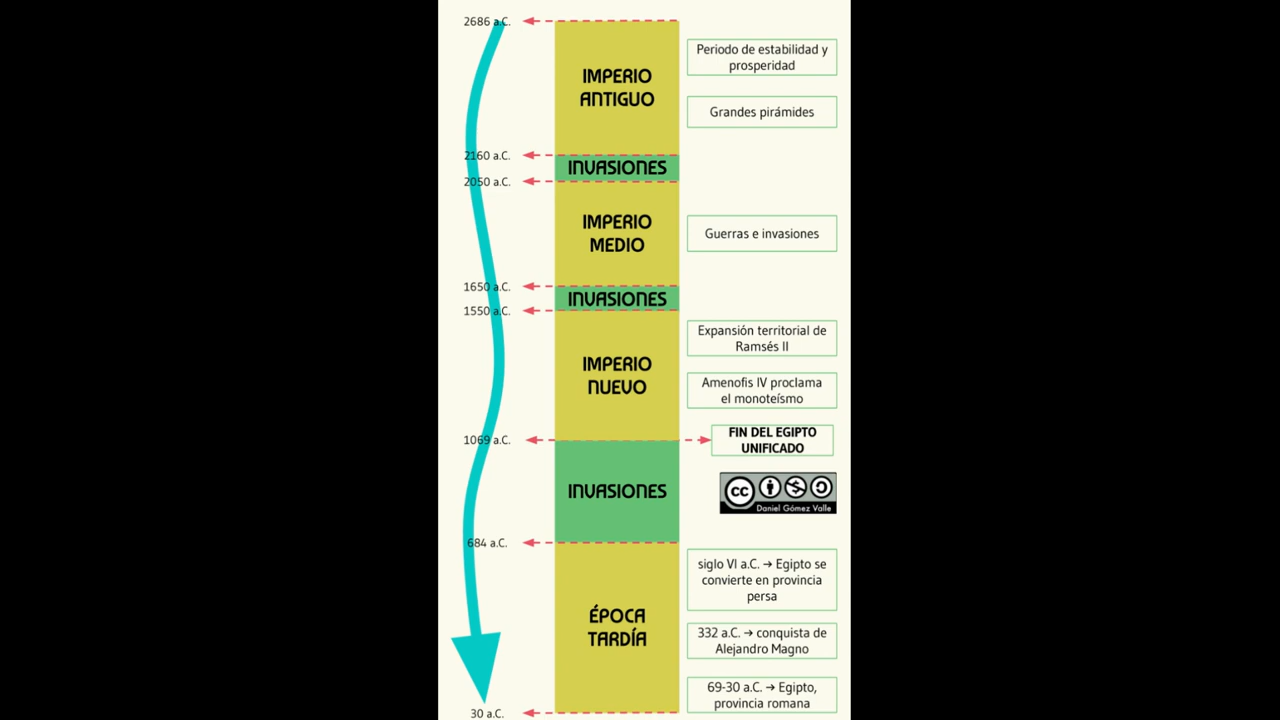 2686 a.C.
IMPERIO
ANTIGUO
Periodo de estabilidad y
prosperidad
Grandes pirámides
2160 a.C.
INVASIONES
2050 a.C.
IMPERIO
MEDIO
Guerras e invasiones
1650 a.C.
INVASIONES
1550 a.C.
IMPERIO
NUEVO
Expansión territorial de
Ramsés II
Amenofis IV proclama
el monoteísmo
1069 a.C.
FIN DEL EGIPTO
UNIFICADO
INVASIONES
cc
Daniel Gómez Valle
684 a.C.
ÉPOCA
TARDÍA
siglo VI a.C. → Egipto se
convierte en provincia
persa
332 a.C. → conquista de
Alejandro Magno
69-30 a.C. → Egipto,
provincia romana
30 a.C.